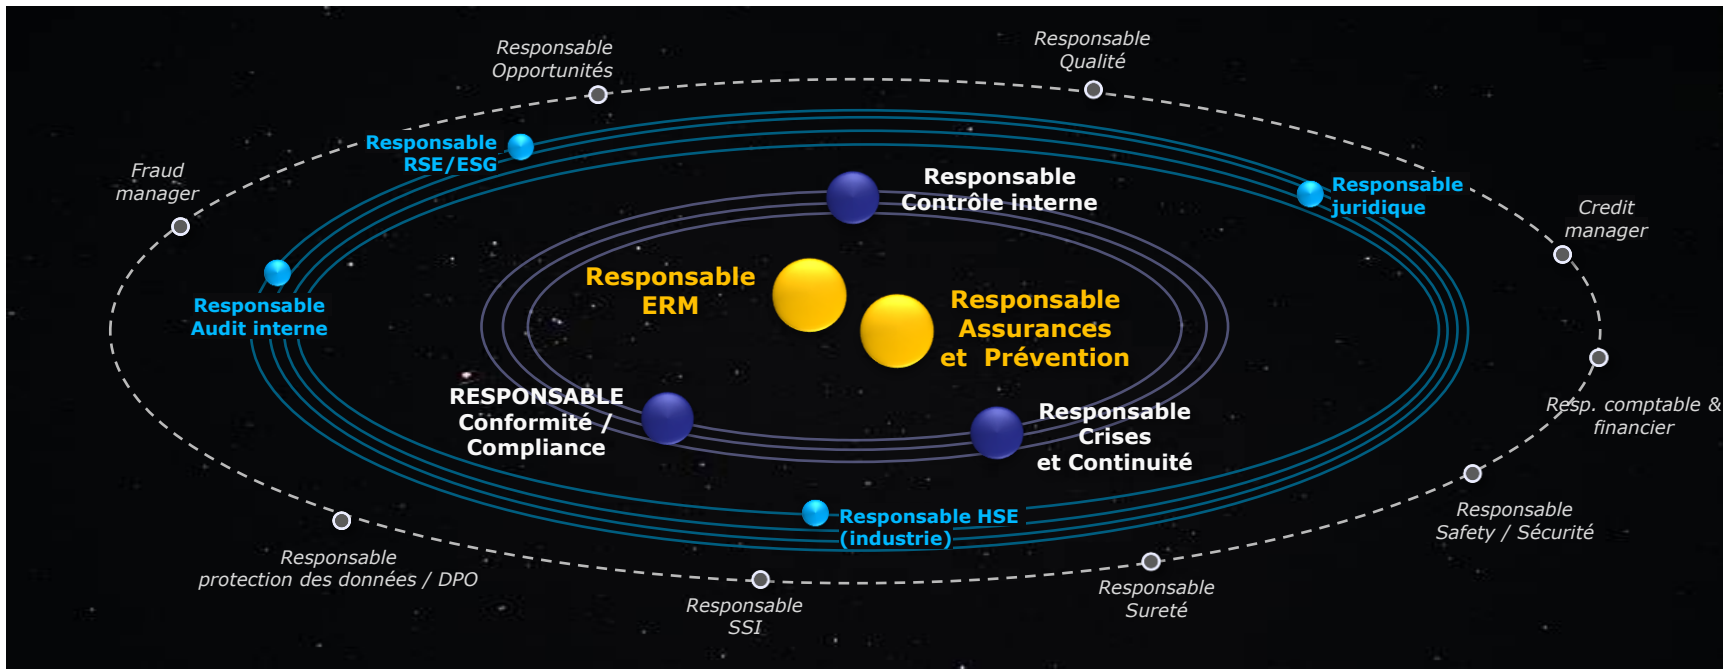 Responsable
Opportunités
Responsable
Qualité
Responsable
RSE/ESG
Fraud
manager
Responsable
Contrôle interne
Responsable
juridique
Credit
manager
Responsable
ERM
Responsable
Assurances
et  Prévention
Responsable
Audit interne
RESPONSABLE
Conformité /
Compliance
Responsable
Crises
et Continuité
Resp. comptable &
financier
Responsable HSE
(industrie)
Responsable
Safety / Sécurité
Responsable
protection des données / DPO
Responsable
SSI
Responsable
Sureté